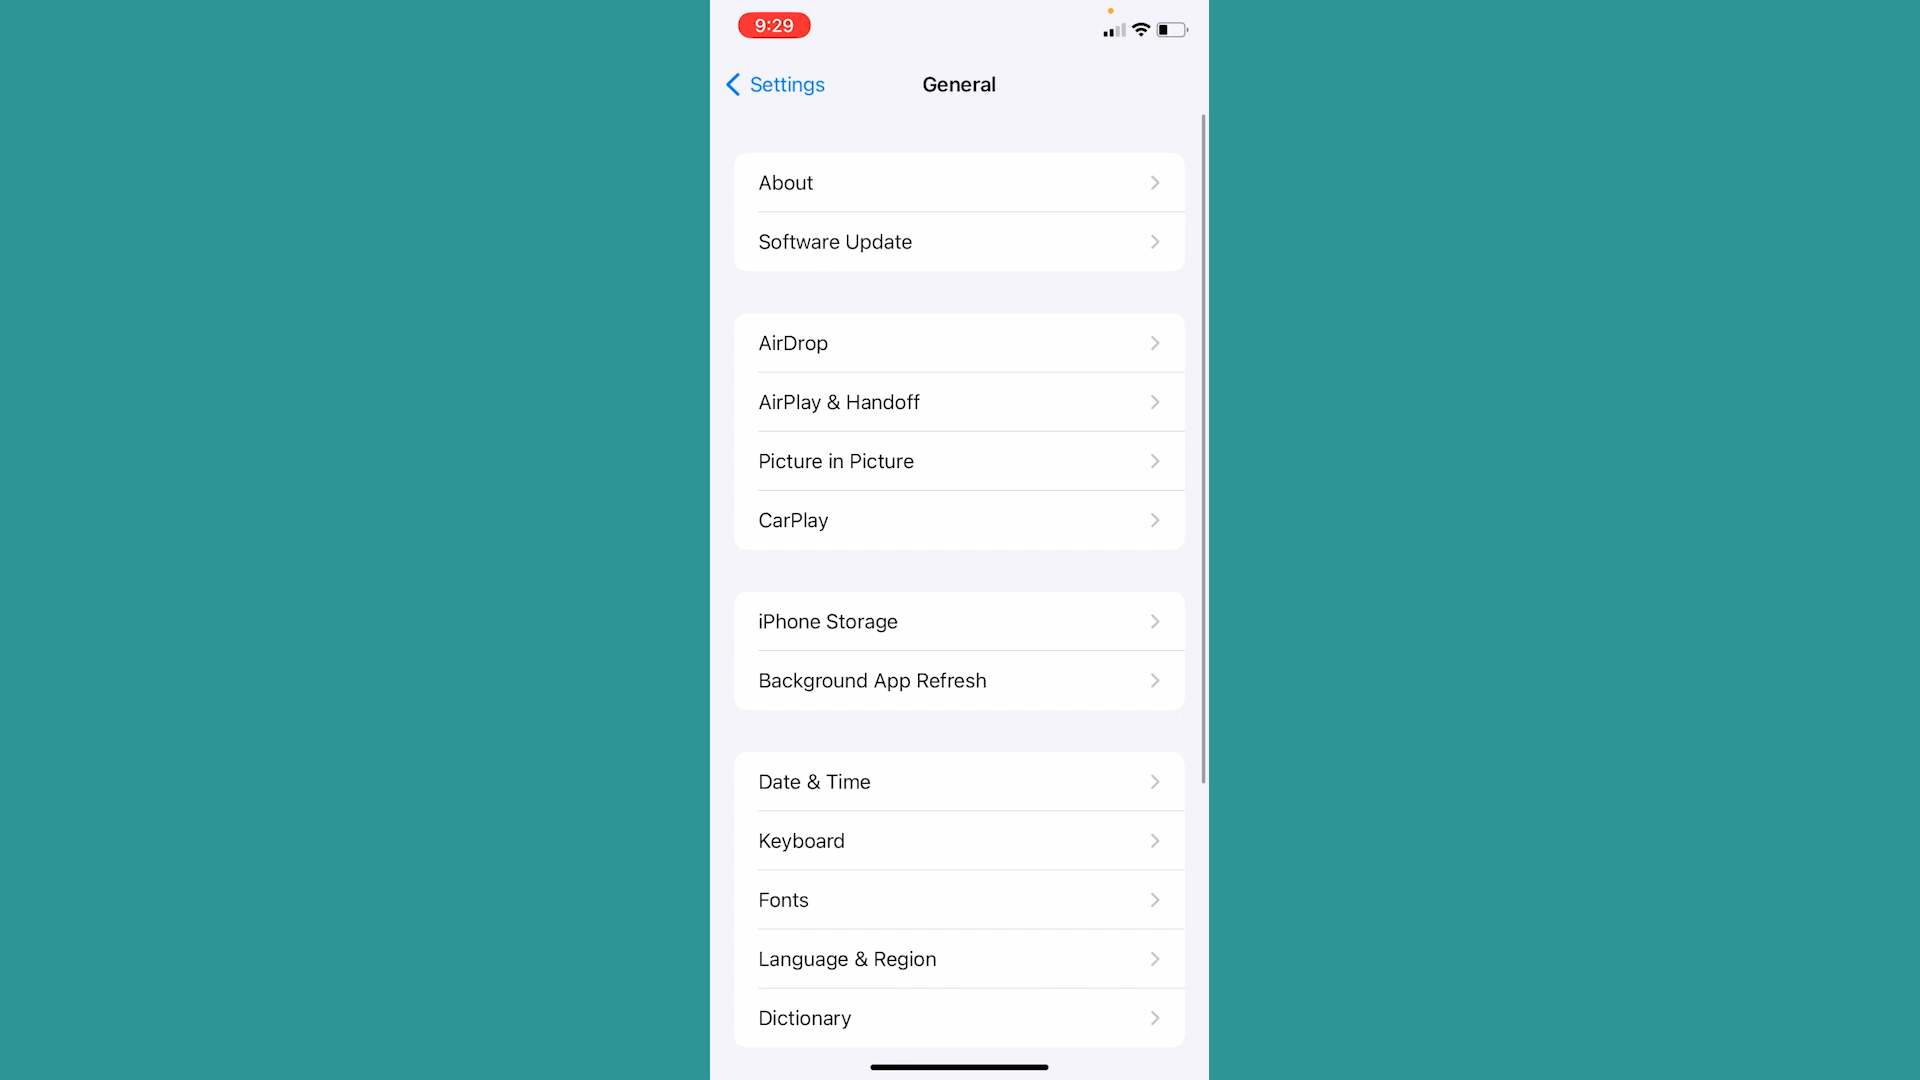 9:29
Settings
General
About
Software Update
AirDrop
AirPlay & Handoff
Picture in Picture
CarPlay
iPhone Storage
Background App Refresh
Date & Time
Keyboard
Fonts
Language & Region
Dictionary